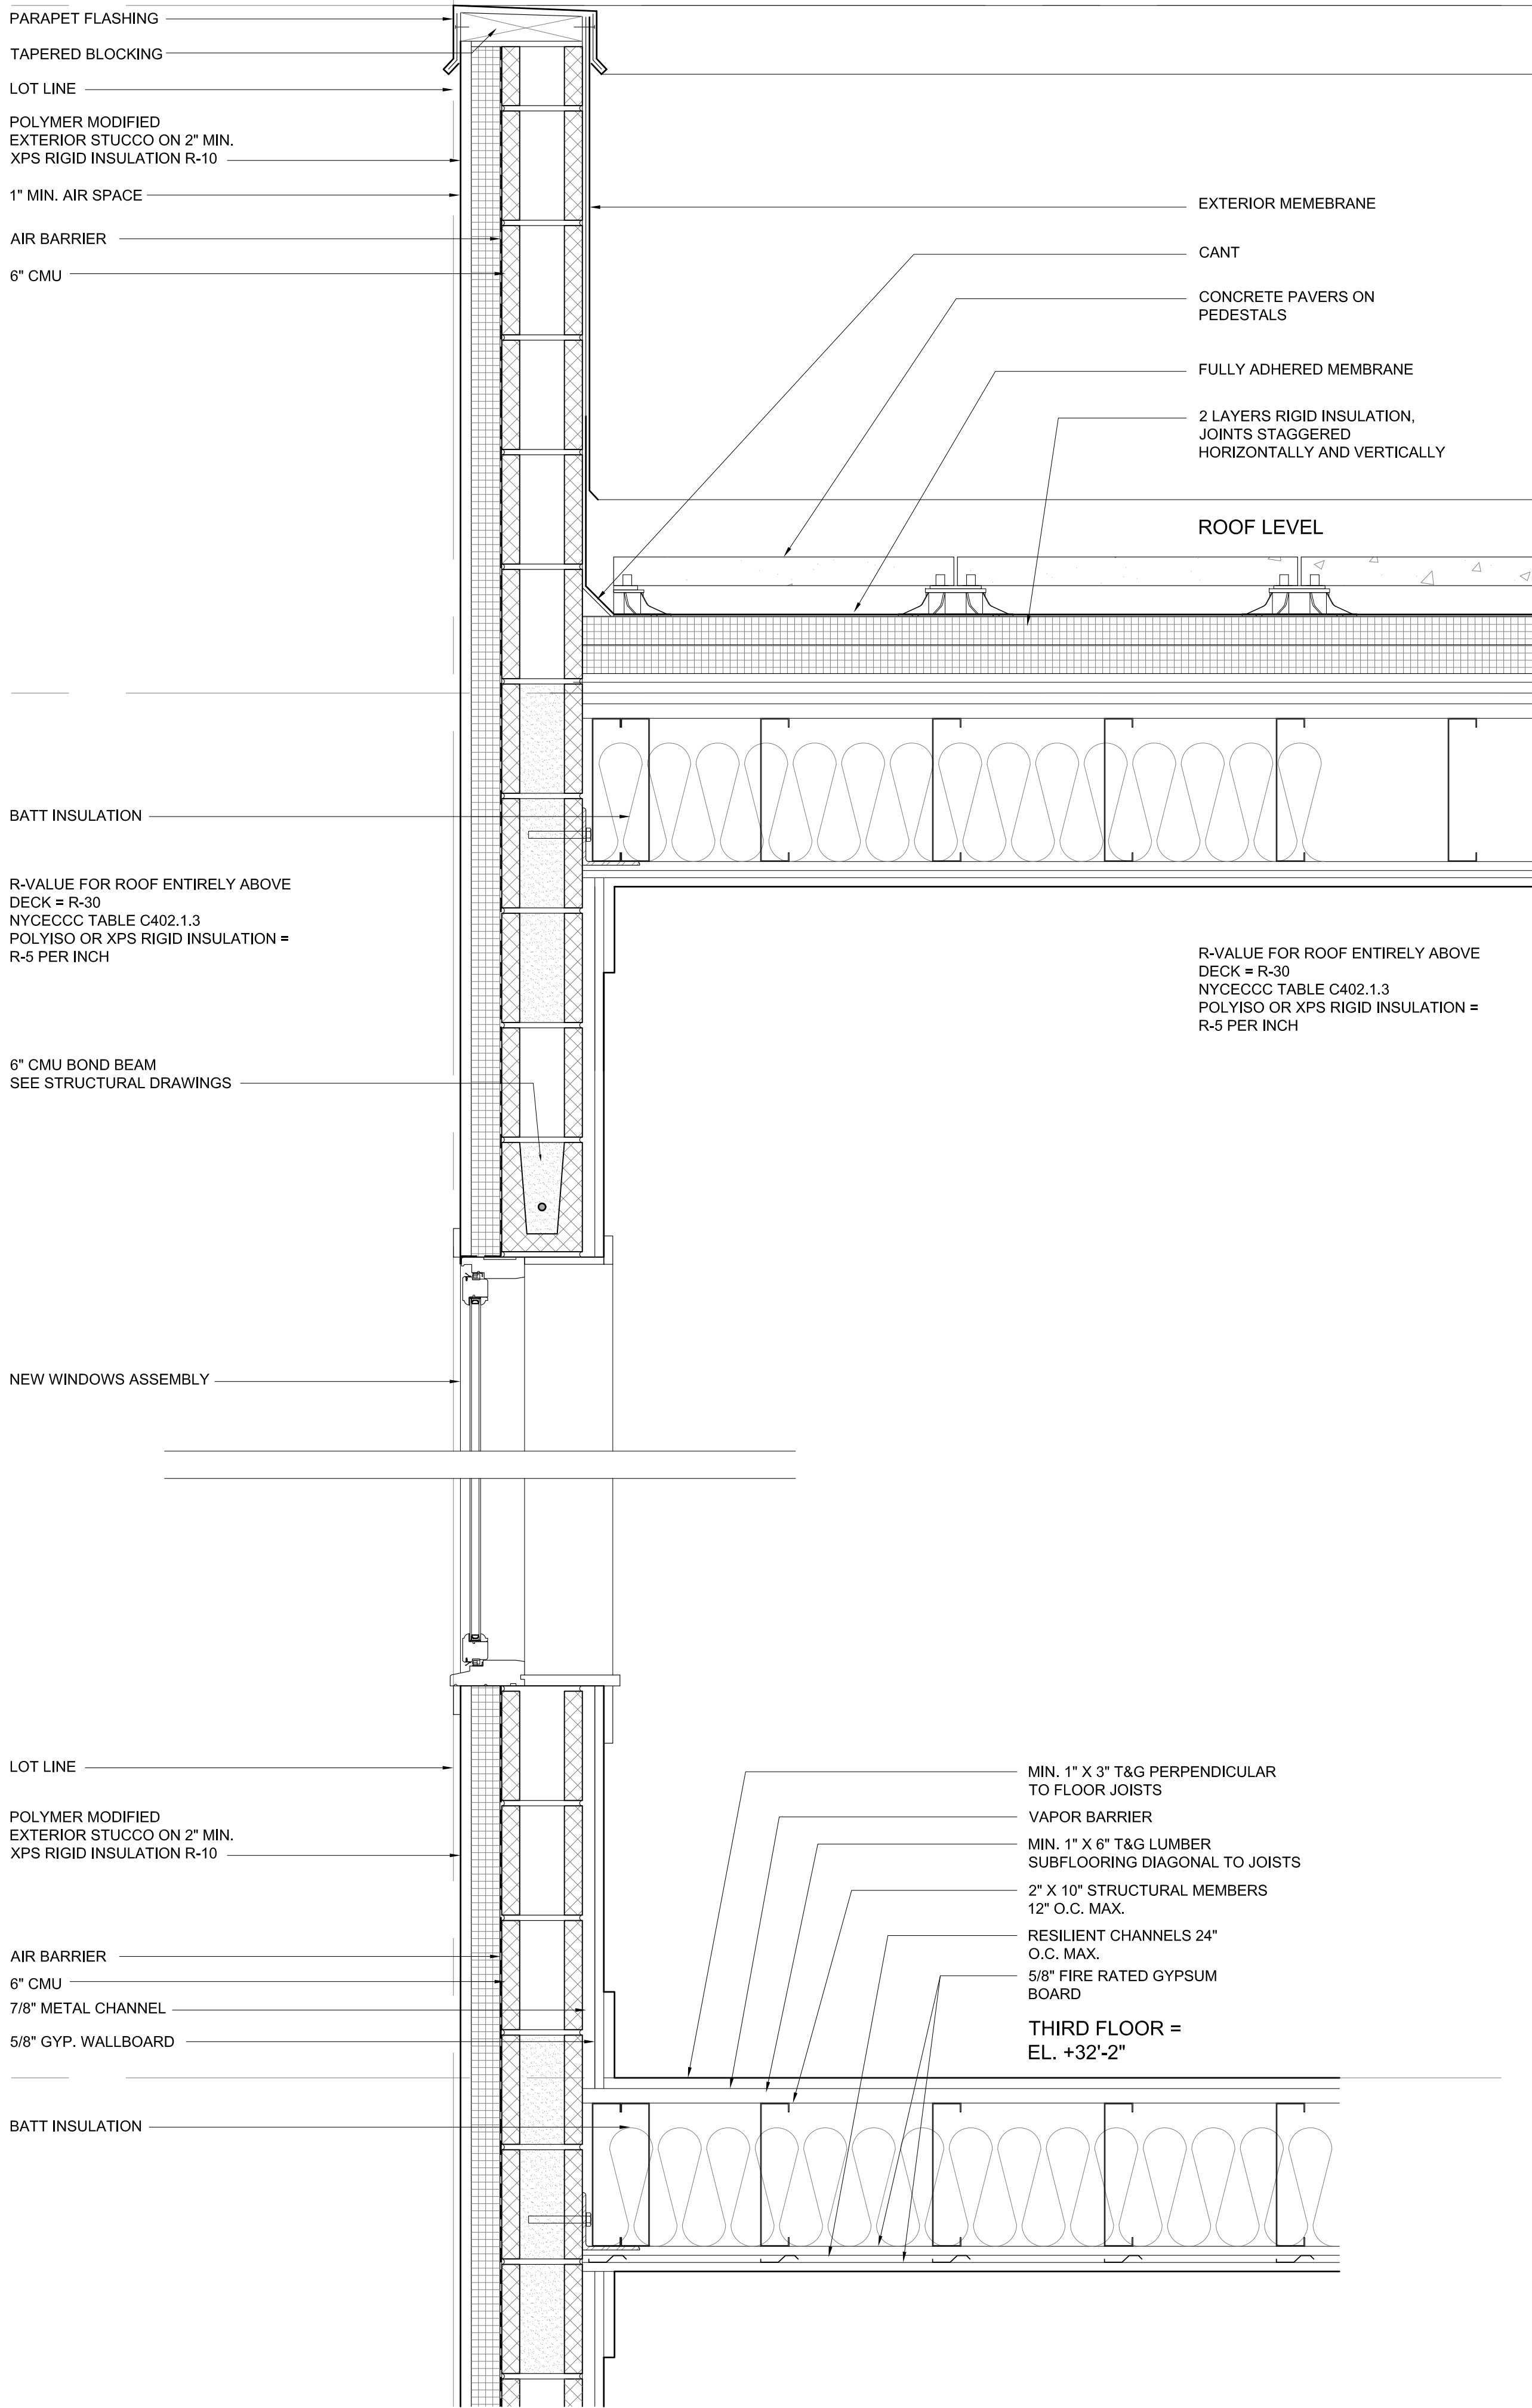 PARAPET FLASHING
TAPERED BLOCKING
LOT LINE
POLYMER MODIFIED
EXTERIOR STUCCO ON 2" MIN.
XPS RIGID INSULATION R-10
1" MIN. AIR SPACE
AIR BARRIER
6" CMU
EXTERIOR MEMEBRANE
CANT
CONCRETE PAVERS ON
PEDESTALS
FULLY ADHERED MEMBRANE
2 LAYERS RIGID INSULATION,
JOINTS STAGGERED
HORIZONTALLY AND VERTICALLY
ROOF LEVEL
BATT INSULATION
R-VALUE FOR ROOF ENTIRELY ABOVE
DECK = R-30
NYCECCC TABLE C402.1.3
POLYISO OR XPS RIGID INSULATION =
R-5 PER INCH
R-VALUE FOR ROOF ENTIRELY ABOVE
DECK = R-30
NYCECCC TABLE C402.1.3
POLYISO OR XPS RIGID INSULATION =
R-5 PER INCH
6" CMU BOND BEAM
SEE STRUCTURAL DRAWINGS
NEW WINDOWS ASSEMBLY
LOT LINE
POLYMER MODIFIED
EXTERIOR STUCCO ON 2" MIN.
XPS RIGID INSULATION R-10
AIR BARRIER
6" CMU
7/8" METAL CHANNEL
5/8" GYP. WALLBOARD
BATT INSULATION
MIN. 1" X 3" T&G PERPENDICULAR
TO FLOOR JOISTS
VAPOR BARRIER
MIN. 1" X 6" T&G LUMBER
SUBFLOORING DIAGONAL TO JOISTS
2" X 10" STRUCTURAL MEMBERS
12" O.C. MAX.
RESILIENT CHANNELS 24"
O.C. MAX.
5/8" FIRE RATED GYPSUM
BOARD
THIRD FLOOR =
EL. +32'-2"